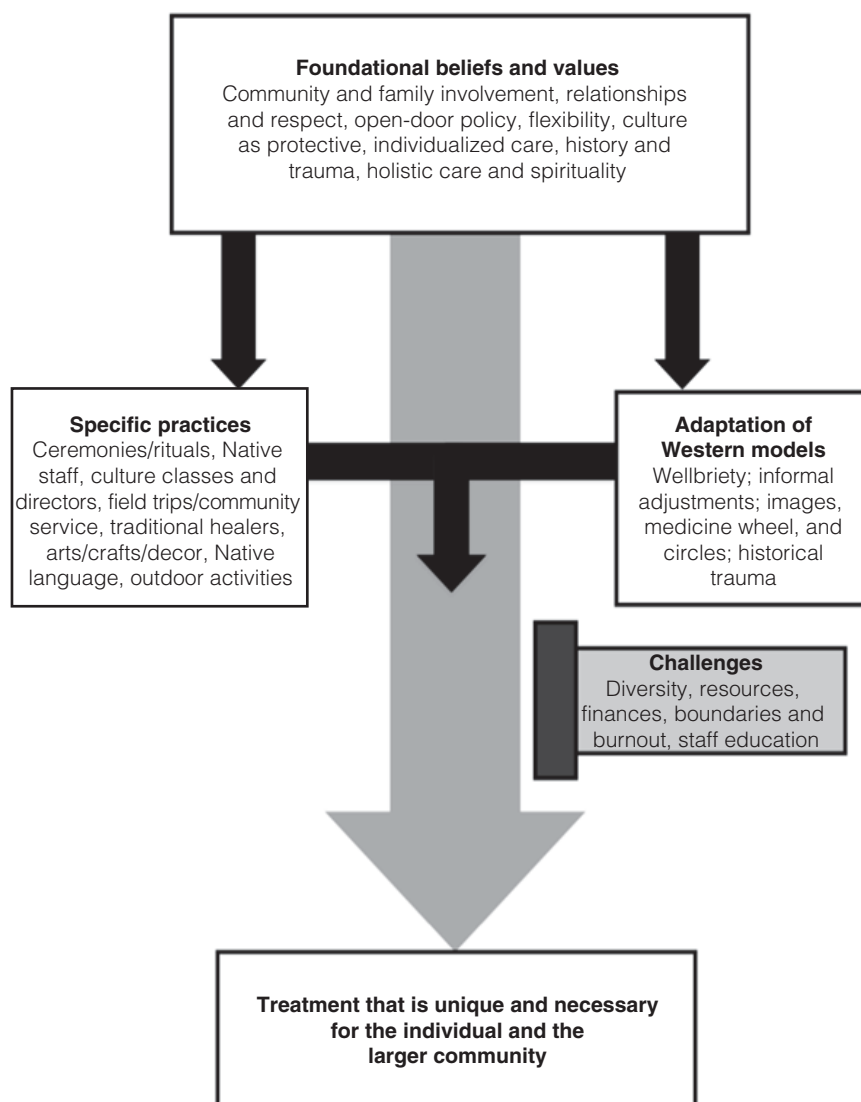 Foundational beliefs and values
Community and family involvement, relationships
and respect, open-door policy, flexibility, culture
as protective, individualized care, history and
trauma, holistic care and spirituality
Specific practices
Ceremonies/rituals, Native
staff, culture classes and
directors, field trips/community
service, traditional healers,
arts/crafts/decor, Native
language, outdoor activities
Adaptation of
Western models
Wellbriety; informal
adjustments; images,
medicine wheel, and
circles; historical
trauma
Challenges
Diversity, resources,
finances, boundaries and
burnout, staff education
Treatment that is unique and necessary
for the individual and the
larger community